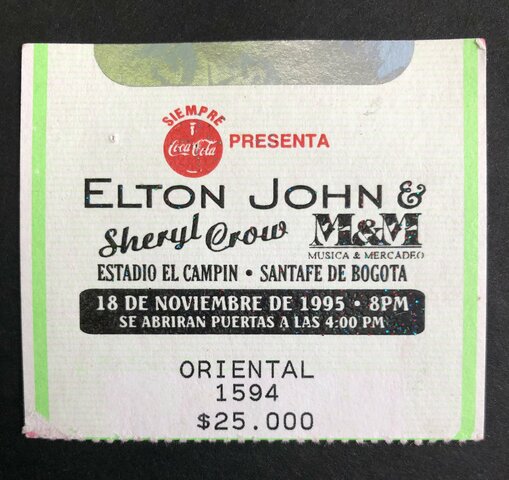 SIEMPRE
Coca-Cola
PRESENTA
ELTON JOHN &
Sheryl Crow
M&M
MUSICA & MERCADEO
ESTADIO EL CAMPIN • SANTAFE DE BOGOTA
18 DE NOVIEMBRE DE 1995 • 8PM
SE ABRIRAN PUERTAS A LAS 4:00 PM
ORIENTAL
1594
$25.000